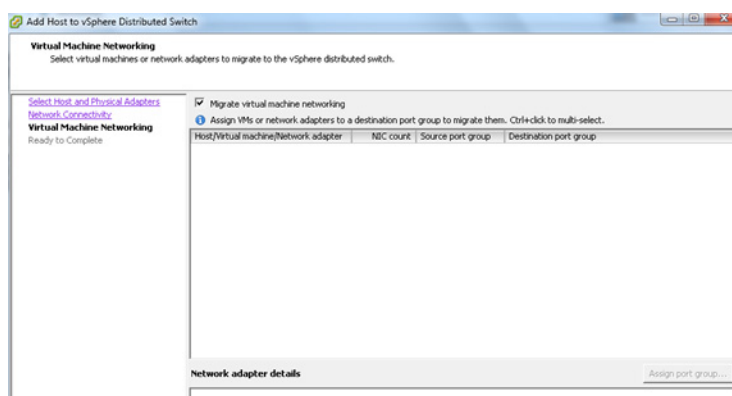 Add Host to vSphere Distributed Switch
Virtual Machine Networking
Select virtual machines or network adapters to migrate to the vSphere distributed switch.
Select Host and Physical Adapters
Network Connectivity
Virtual Machine Networking
Ready to Complete
Migrate virtual machine networking
Assign VMs or network adapters to a destination port group to migrate them. Ctrl+click to multi-select.
Host/Virtual machine/Network adapter NIC count Source port group Destination port group
Network adapter details
Assign port group...